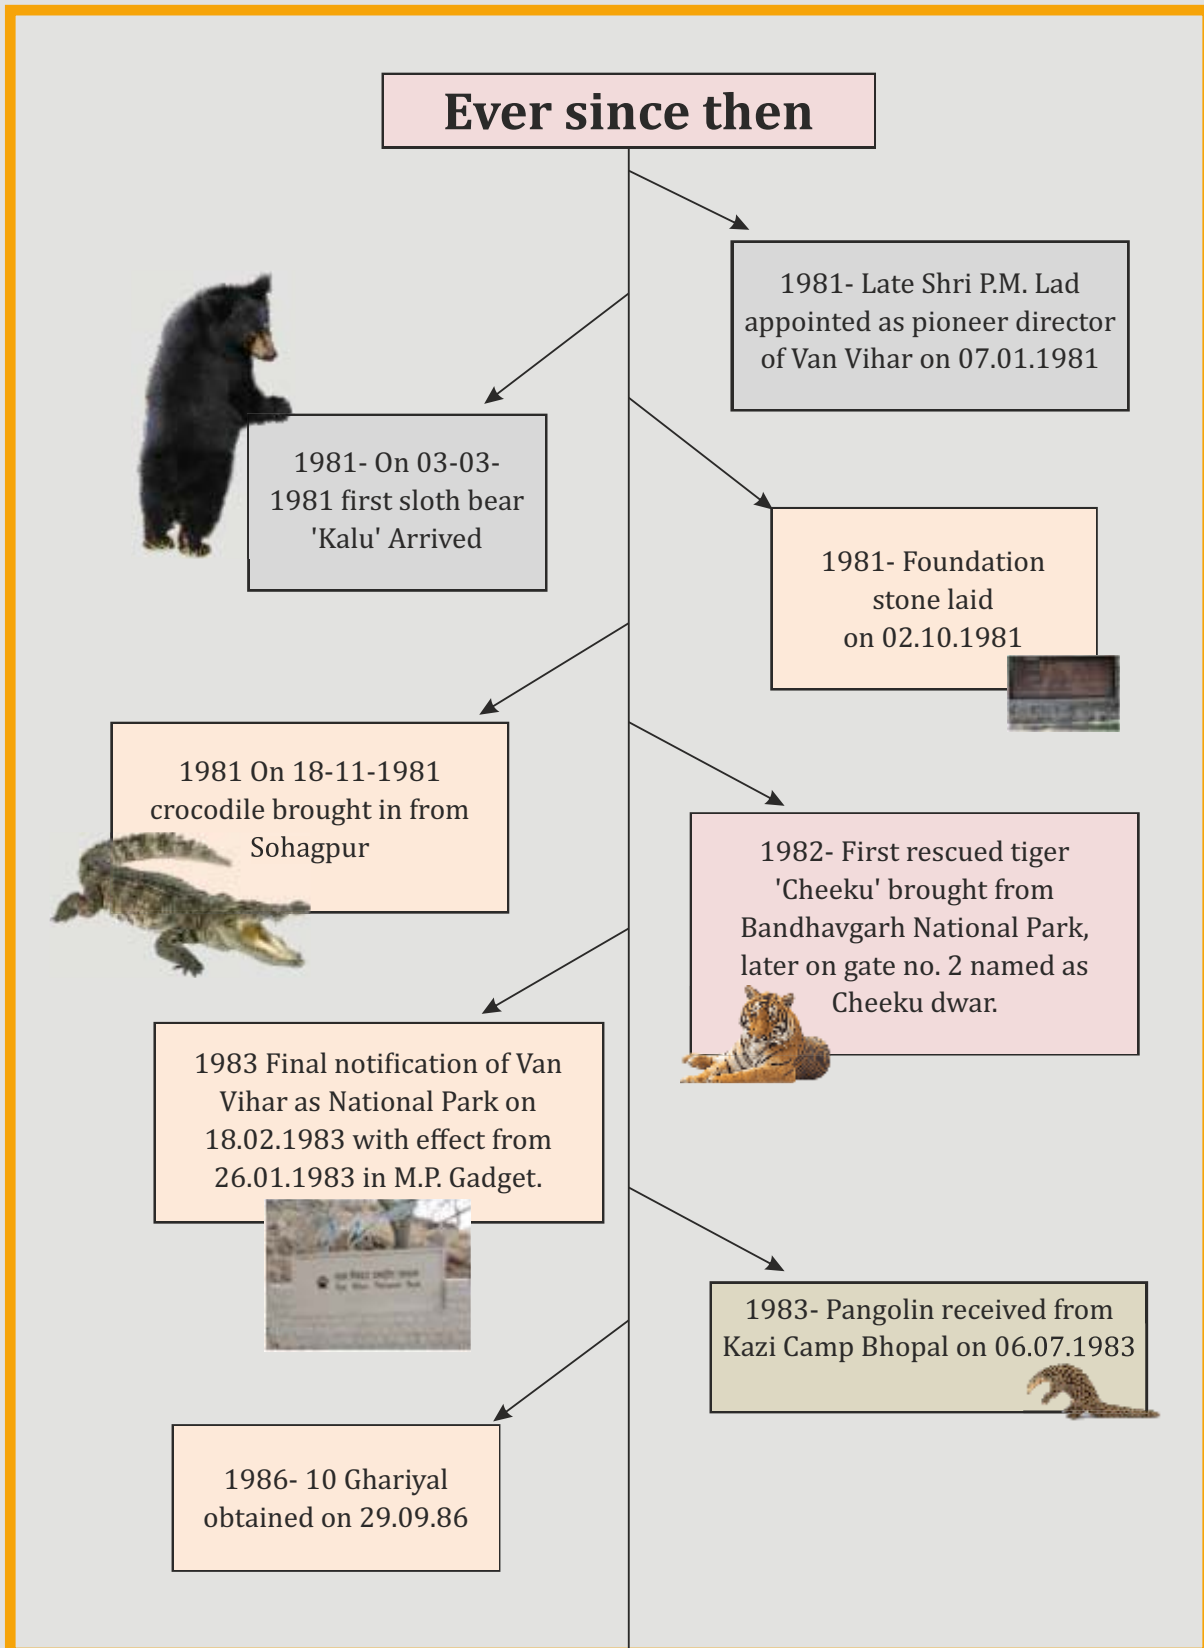 Ever since then
1981- Late Shri P.M. Lad
appointed as pioneer director
of Van Vihar on 07.01.1981
1981- On 03-03-
1981 first sloth bear
'Kalu' Arrived
1981- Foundation
stone laid
on 02.10.1981
1981 On 18-11-1981
crocodile brought in from
Sohagpur
1982- First rescued tiger
'Cheeku' brought from
Bandhavgarh National Park,
later on gate no. 2 named as
Cheeku dwar.
1983 Final notification of Van
Vihar as National Park on
18.02.1983 with effect from
26.01.1983 in M.P. Gadget.
1983- Pangolin received from
Kazi Camp Bhopal on 06.07.1983
1986- 10 Ghariyal
obtained on 29.09.86